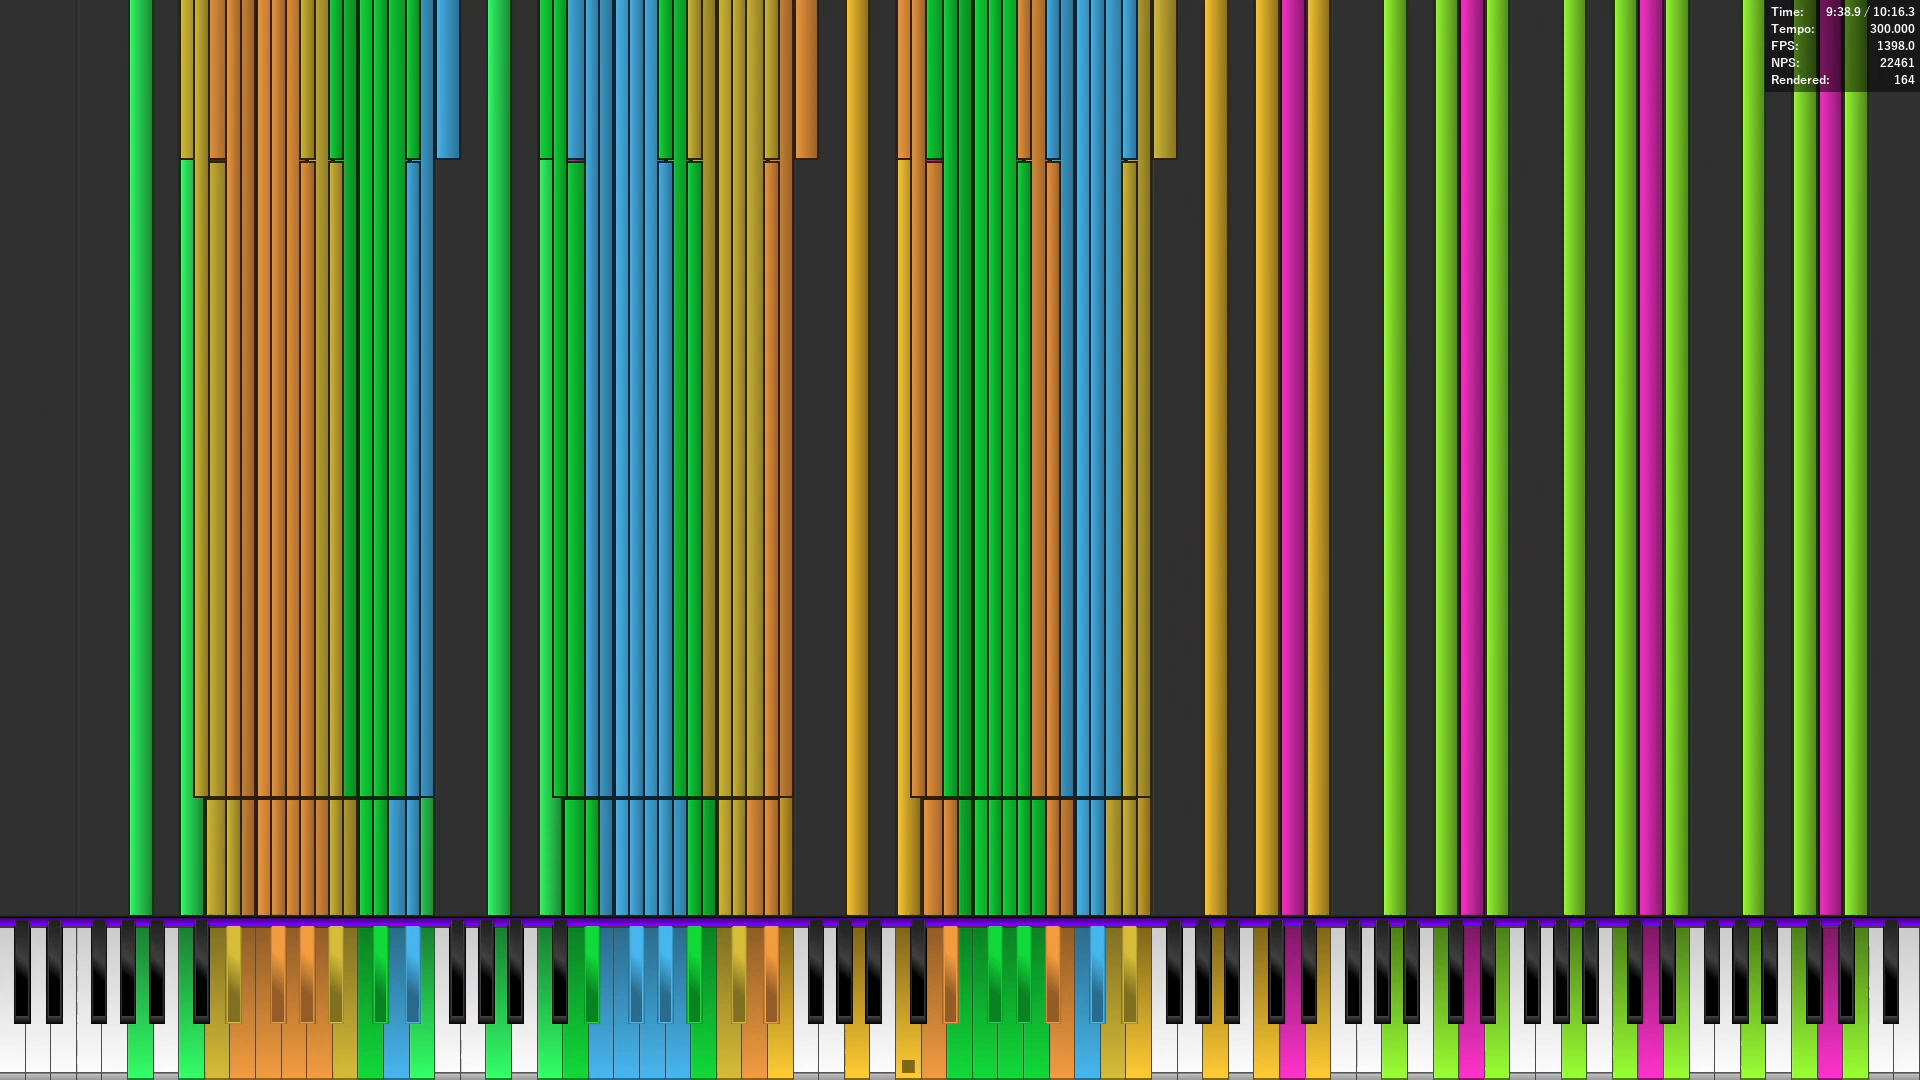 Time: 9:38.9 / 10:16.3
Tempo: 300.000
FPS: 1398.0
NPS: 22461
Rendered: 164